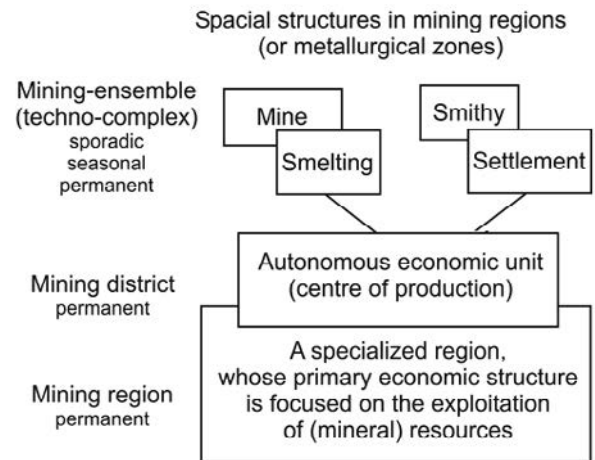 Spacial structures in mining regions
(or metallurgical zones)
Mining-ensemble
(techno-complex)
sporadic
seasonal
permanent
Mine
Smelting
Smithy
Settlement
Mining district
permanent
Autonomous economic unit
(centre of production)
Mining region
permanent
A specialized region,
whose primary economic structure
is focused on the exploitation
of (mineral) resources